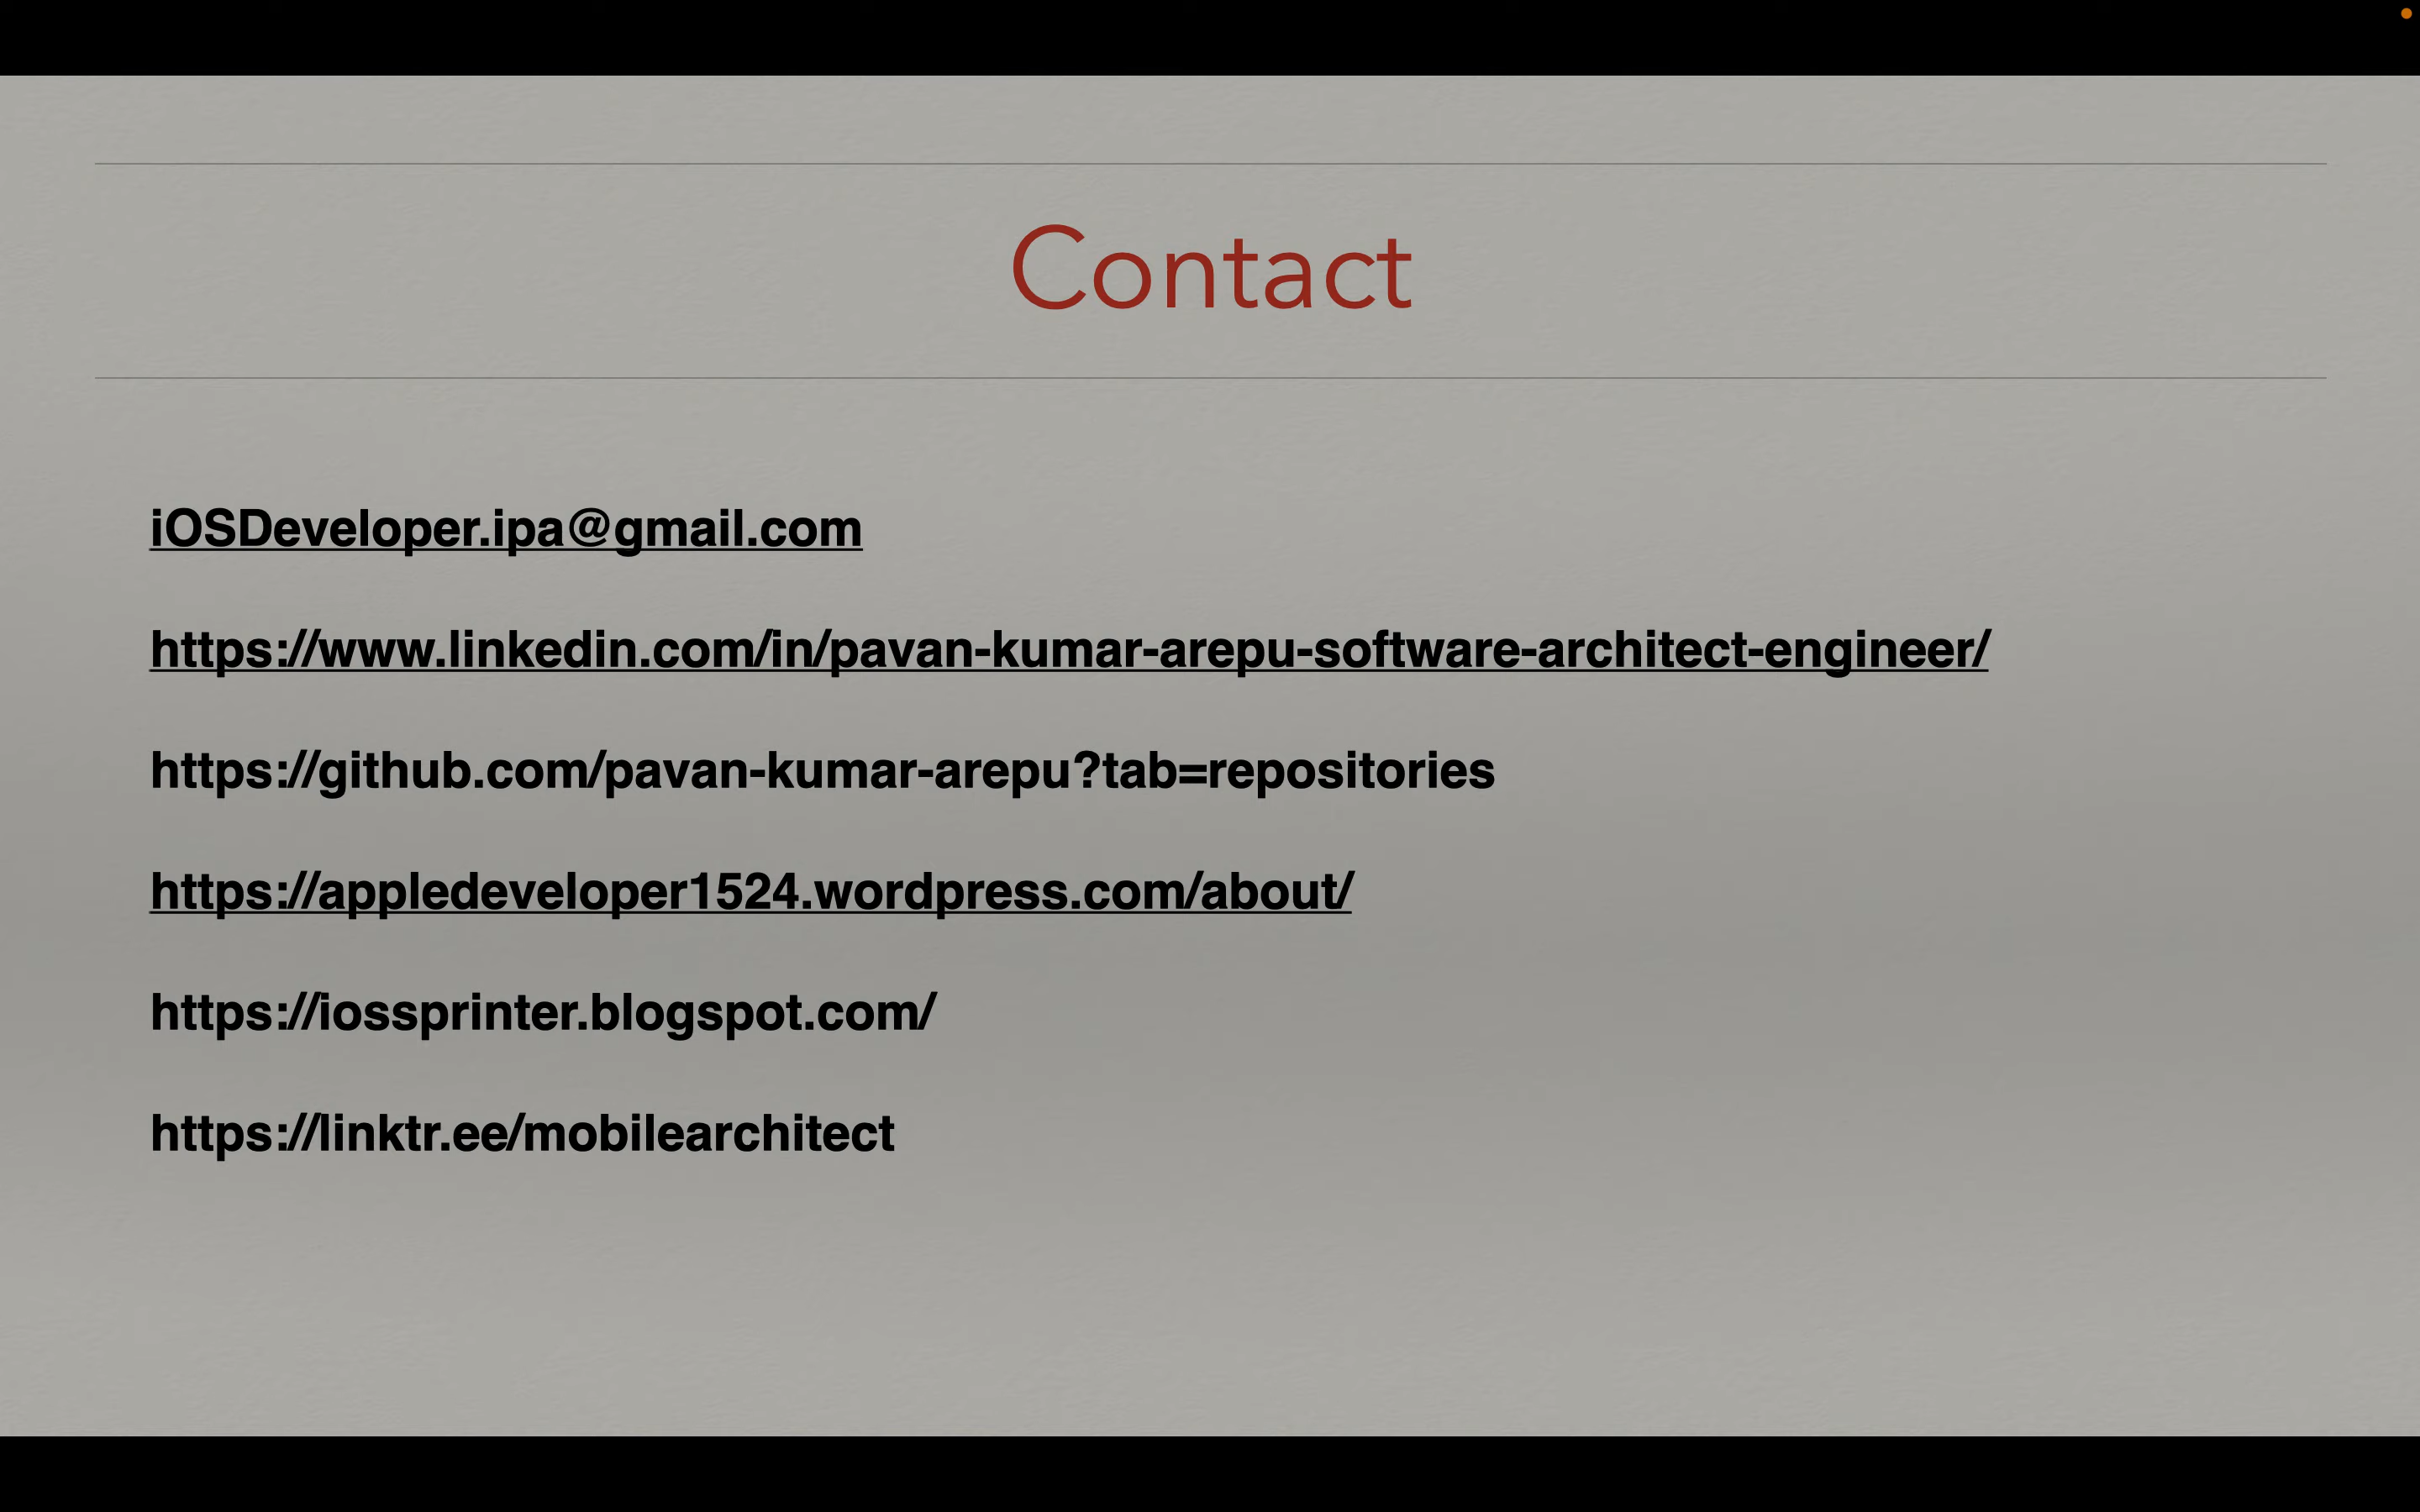 Contact
iOSDeveloper.ipa@gmail.com
https://www.linkedin.com/in/pavan-kumar-arepu-software-architect-engineer/
https://github.com/pavan-kumar-arepu?tab=repositories
https://appledeveloper1524.wordpress.com/about/
https://iossprinter.blogspot.com/
https://linktr.ee/mobilearchitect